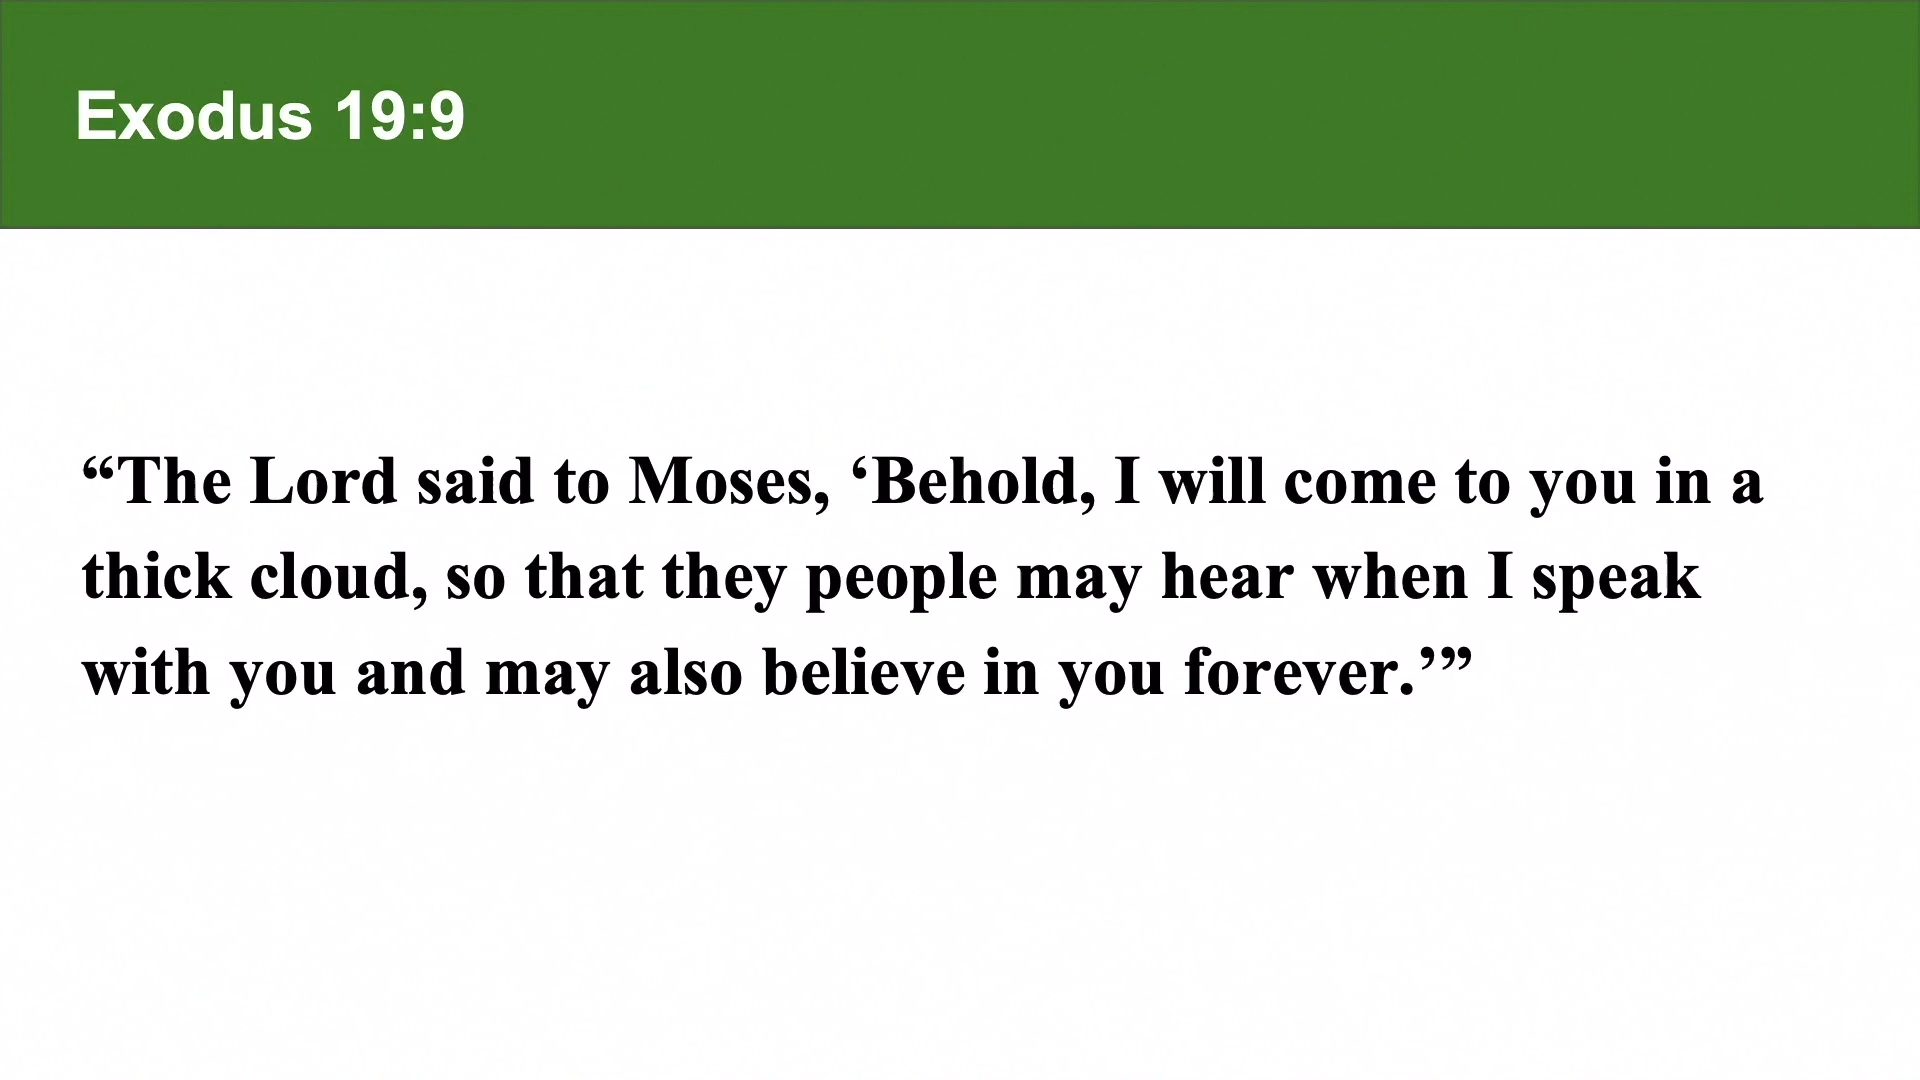 Exodus 19:9
“The Lord said to Moses, ‘Behold, I will come to you in a
thick cloud, so that they people may hear when I speak
with you and may also believe in you forever.’”